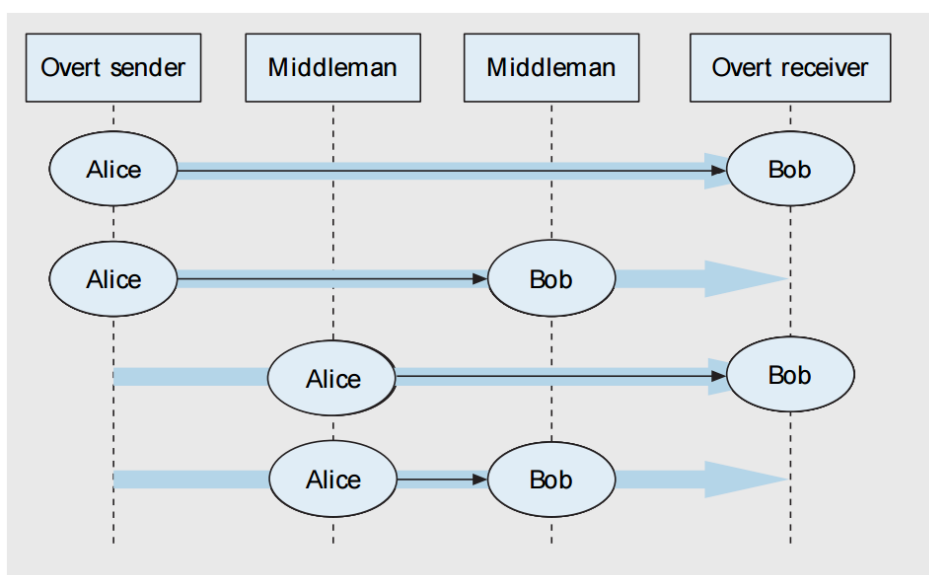 Overt sender
Middleman
Middleman
Overt receiver
Alice
Bob
Alice
Bob
Alice
Bob
Alice
Bob